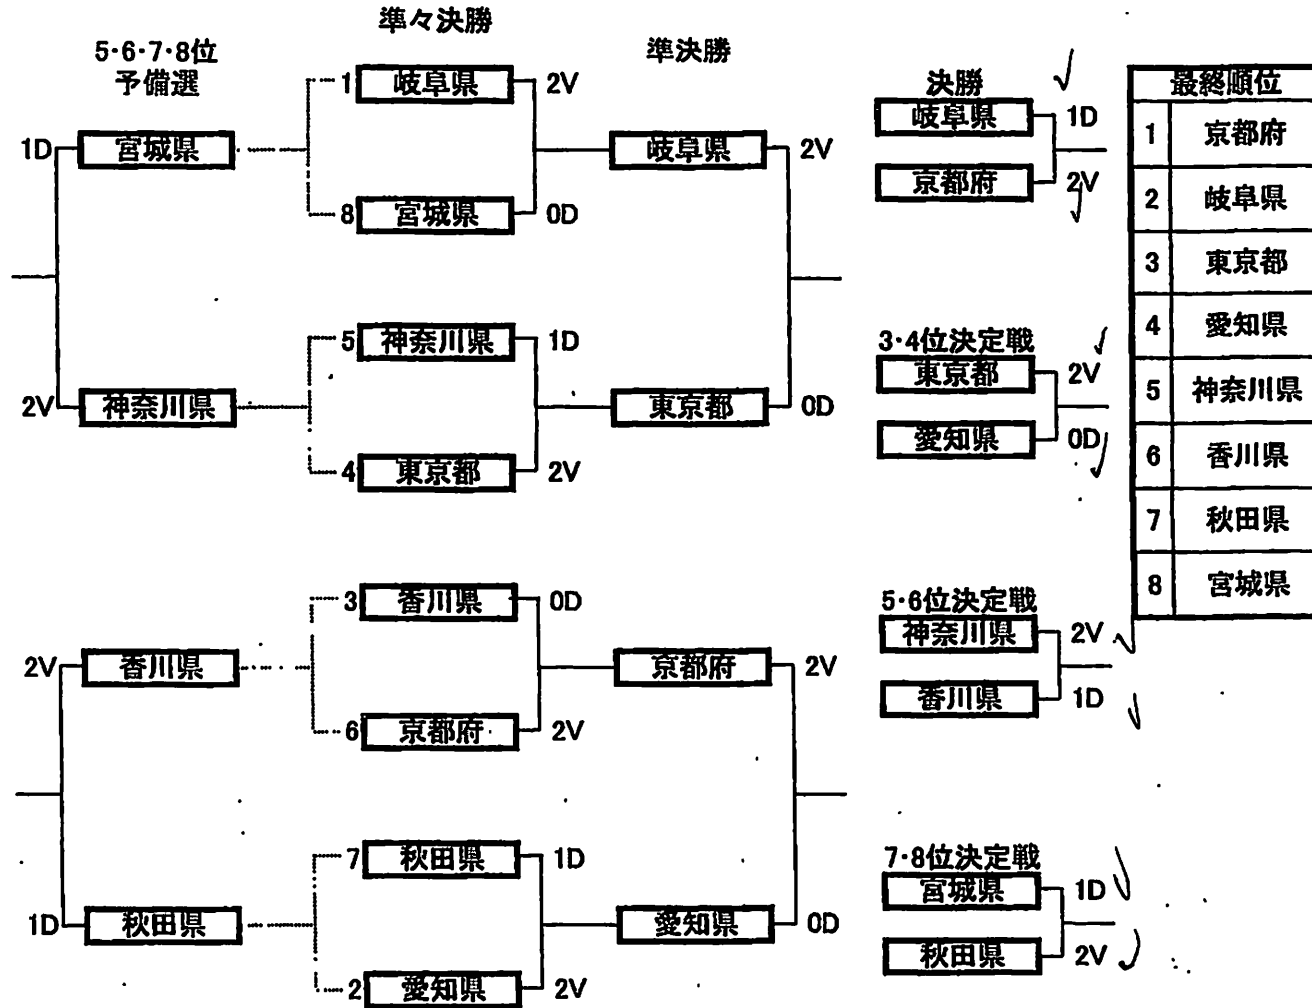 準々決勝
5・6・7・8位
予備選
準決勝
1 岐阜県 2V
決勝
最終順位
岐阜県 1D
1D 宮城県
岐阜県 2V
1 京都府
京都府 2V
8 宮城県 0D
2 岐阜県
3 東京都
5 神奈川県 1D
3・4位決定戦
4 愛知県
東京都 2V
2V 神奈川県
東京都 0D
5 神奈川県
愛知県 0D
4 東京都 2V
6 香川県
7 秋田県
3 香川県 0D
5・6位決定戦
8 宮城県
神奈川県 2V
2V 香川県
京都府 2V
香川県 1D
6 京都府 2V
7 秋田県 1D
7・8位決定戦
宮城県 1D
1D 秋田県
愛知県 0D
秋田県 2V
2 愛知県 2V